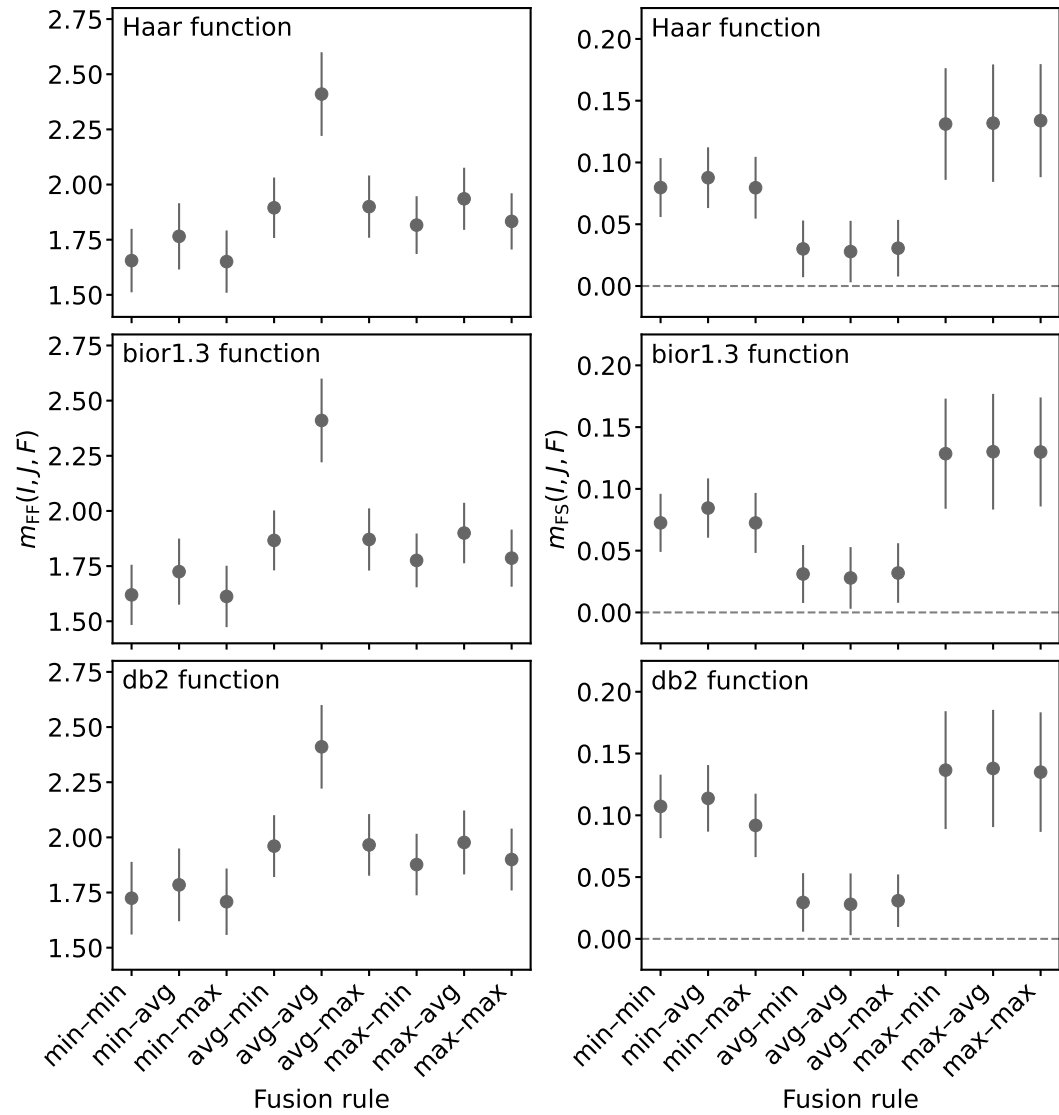 Haar function
2.75
2.50
2.25
2.00
1.75
1.50
Haar function
0.20
0.15
0.10
0.05
0.00
bior1.3 function
2.75
2.50
2.25
2.00
1.75
1.50
m_FF(I, J, F)
bior1.3 function
0.20
0.15
0.10
0.05
0.00
m_FS(I, J, F)
db2 function
2.75
2.50
2.25
2.00
1.75
1.50
min–min
min–avg
min–max
avg–min
avg–avg
avg–max
max–min
max–avg
max–max
Fusion rule
db2 function
0.20
0.15
0.10
0.05
0.00
min–min
min–avg
min–max
avg–min
avg–avg
avg–max
max–min
max–avg
max–max
Fusion rule